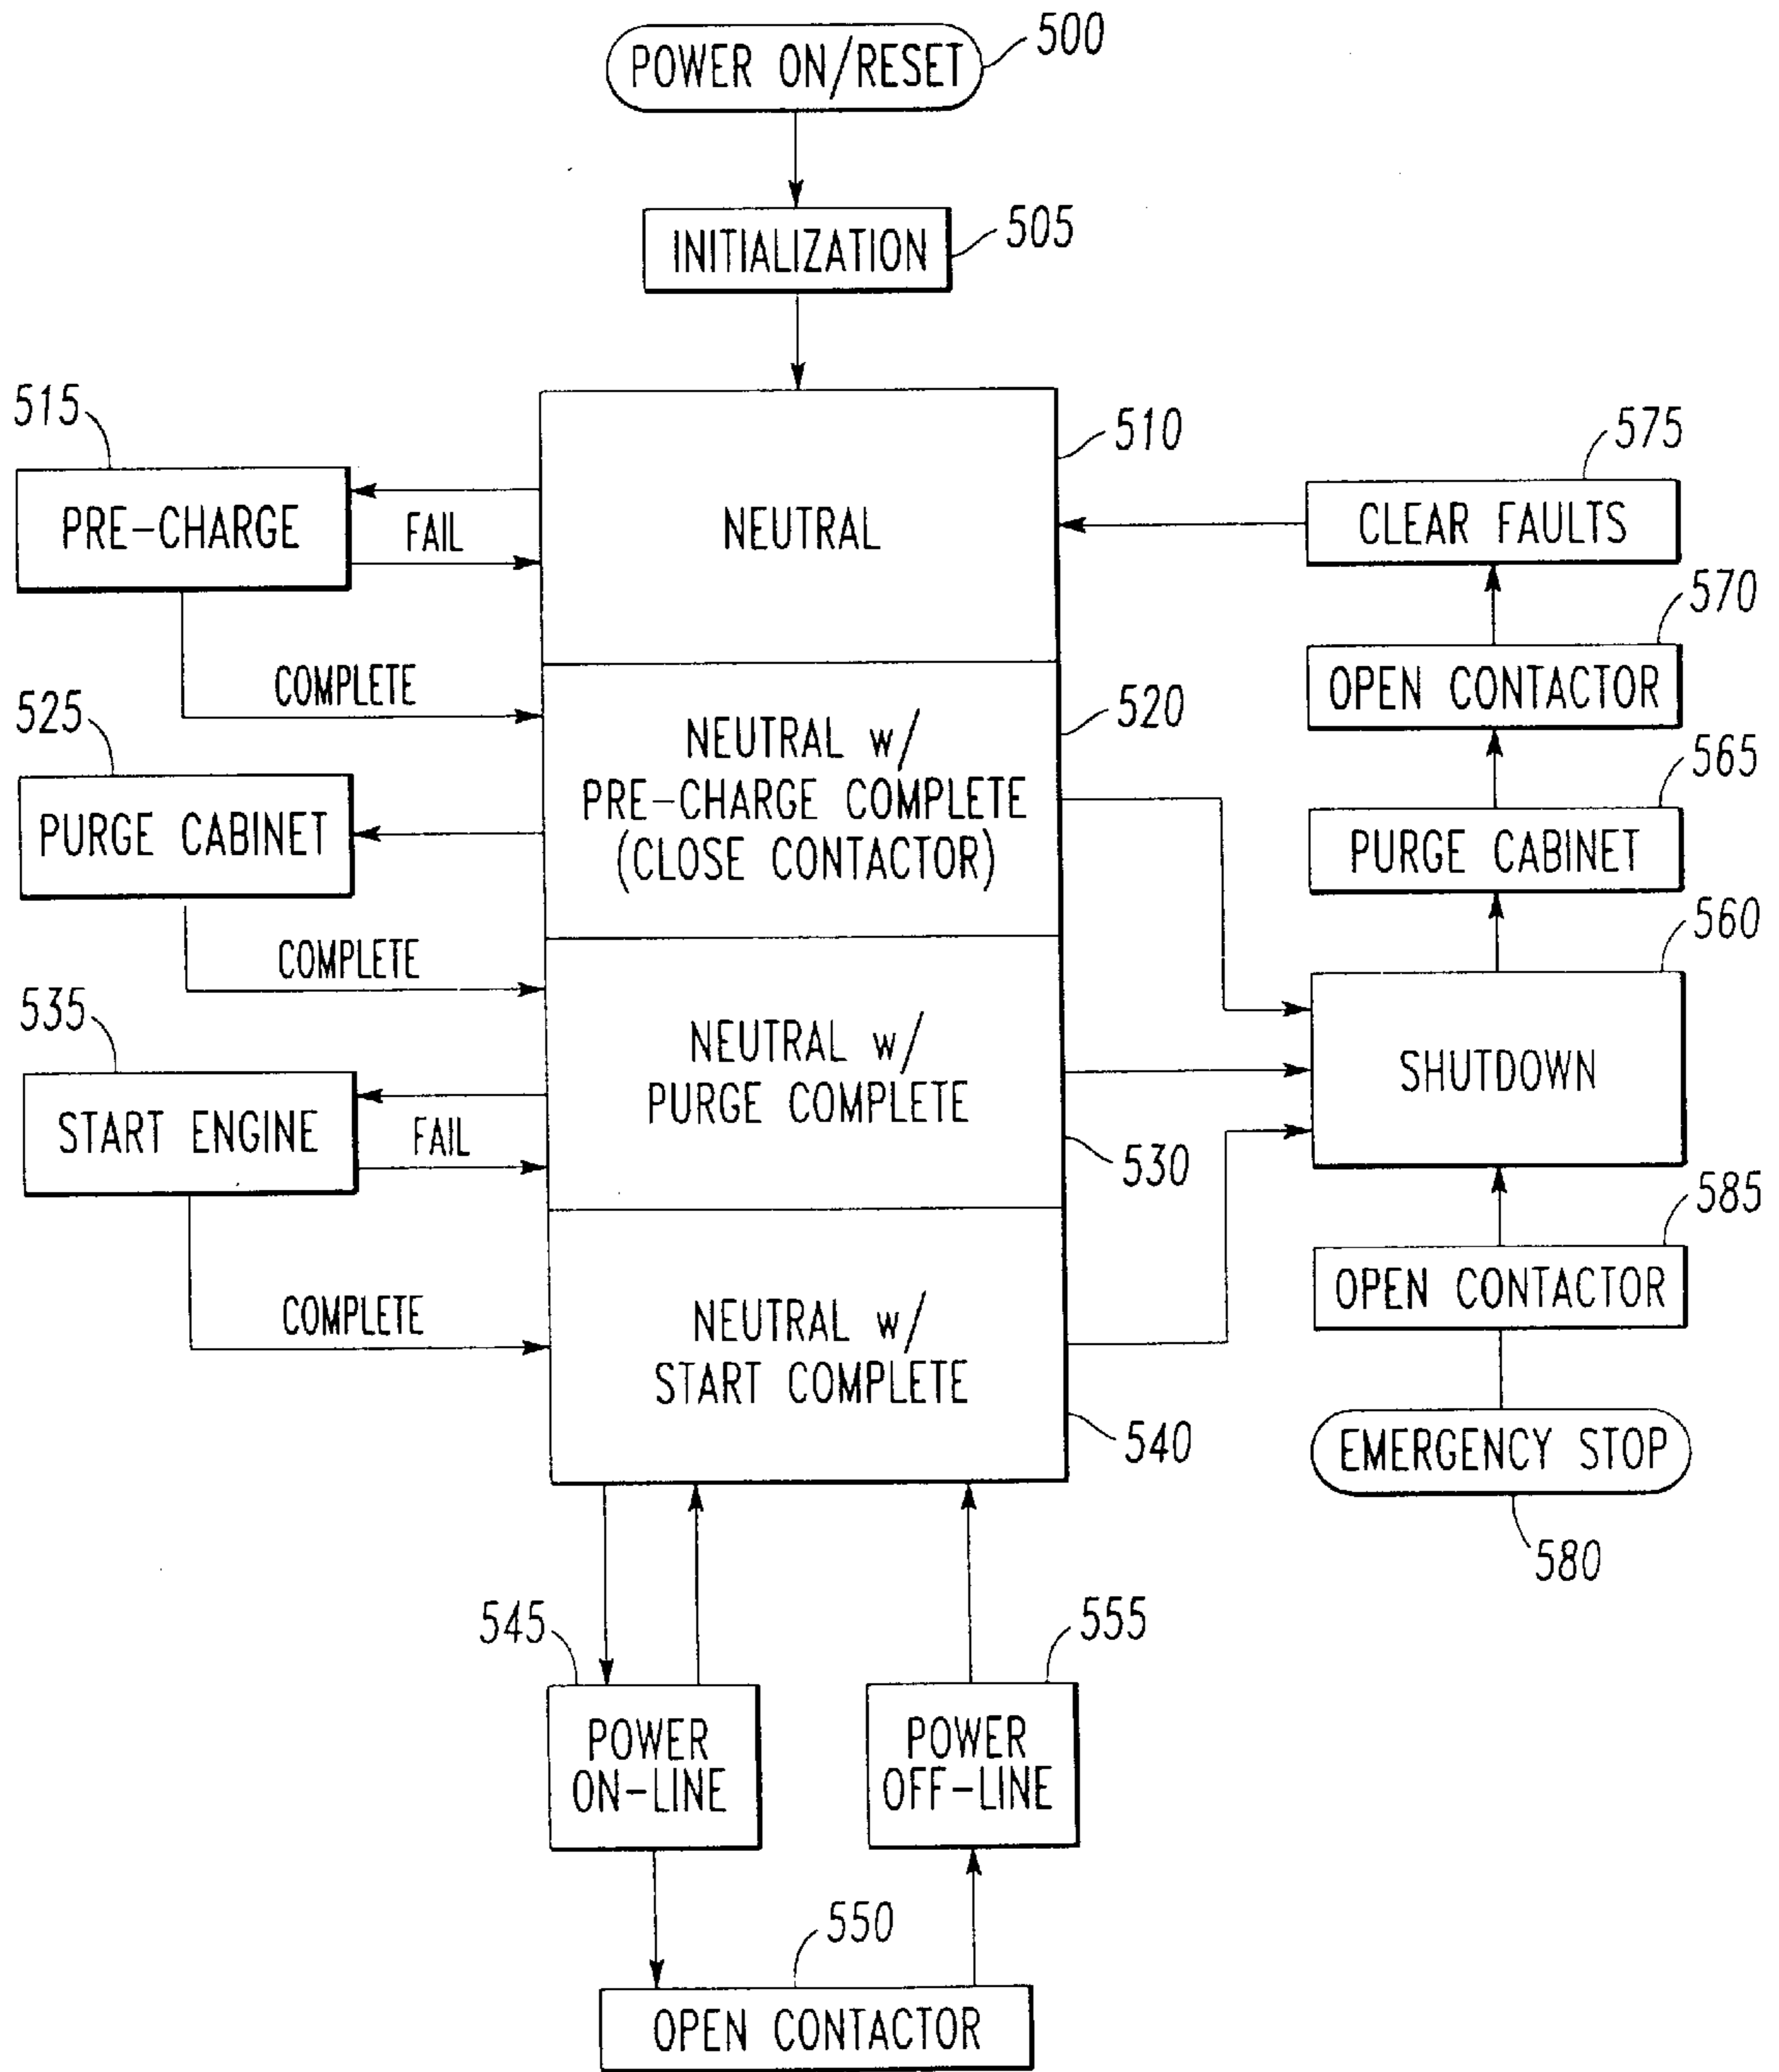 POWER ON/RESET
500
INITIALIZATION
505
515
510
575
PRE-CHARGE
FAIL
NEUTRAL
CLEAR FAULTS
570
COMPLETE
OPEN CONTACTOR
525
520
NEUTRAL w/
PRE-CHARGE COMPLETE
(CLOSE CONTACTOR)
565
PURGE CABINET
PURGE CABINET
COMPLETE
560
535
NEUTRAL w/
PURGE COMPLETE
SHUTDOWN
START ENGINE
FAIL
530
585
COMPLETE
OPEN CONTACTOR
NEUTRAL w/
START COMPLETE
540
EMERGENCY STOP
580
545
555
POWER
ON-LINE
POWER
OFF-LINE
550
OPEN CONTACTOR